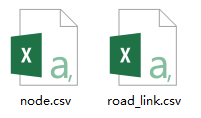 X a,
X a,
node.csv
road_link.csv